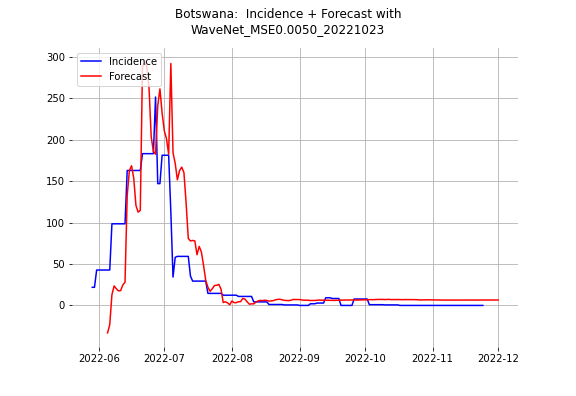 Botswana:  Incidence + Forecast with
WaveNet_MSE0.0050_20221023
Incidence
Forecast
300
250
200
150
100
50
0
2022-06 2022-07 2022-08 2022-09 2022-10 2022-11 2022-12